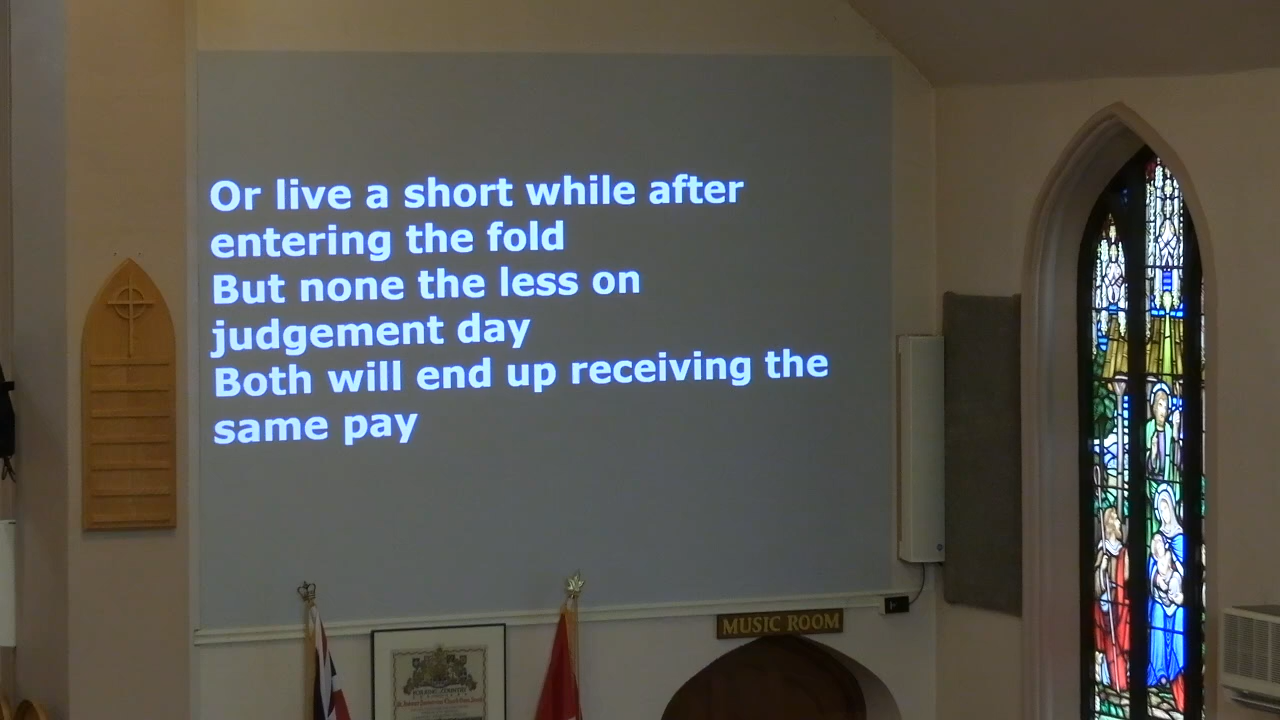 Or live a short while after
entering the fold
But none the less on
judgement day
Both will end up receiving the
same pay
MUSIC ROOM